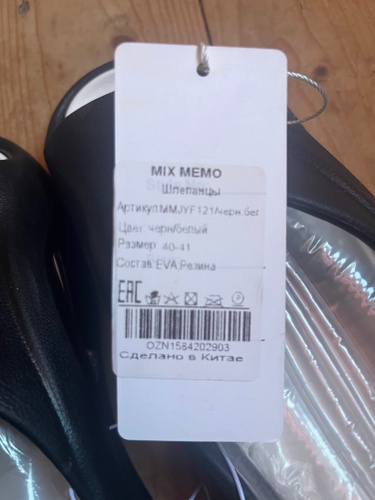 MIX MEMO
Шлепанцы
Артикул:MMJYF121/черн.бел
Цвет: черн/белый
Размер: 40-41
Состав:EVA,Резина
EAC
OZN1584202903
Сделано в Китае